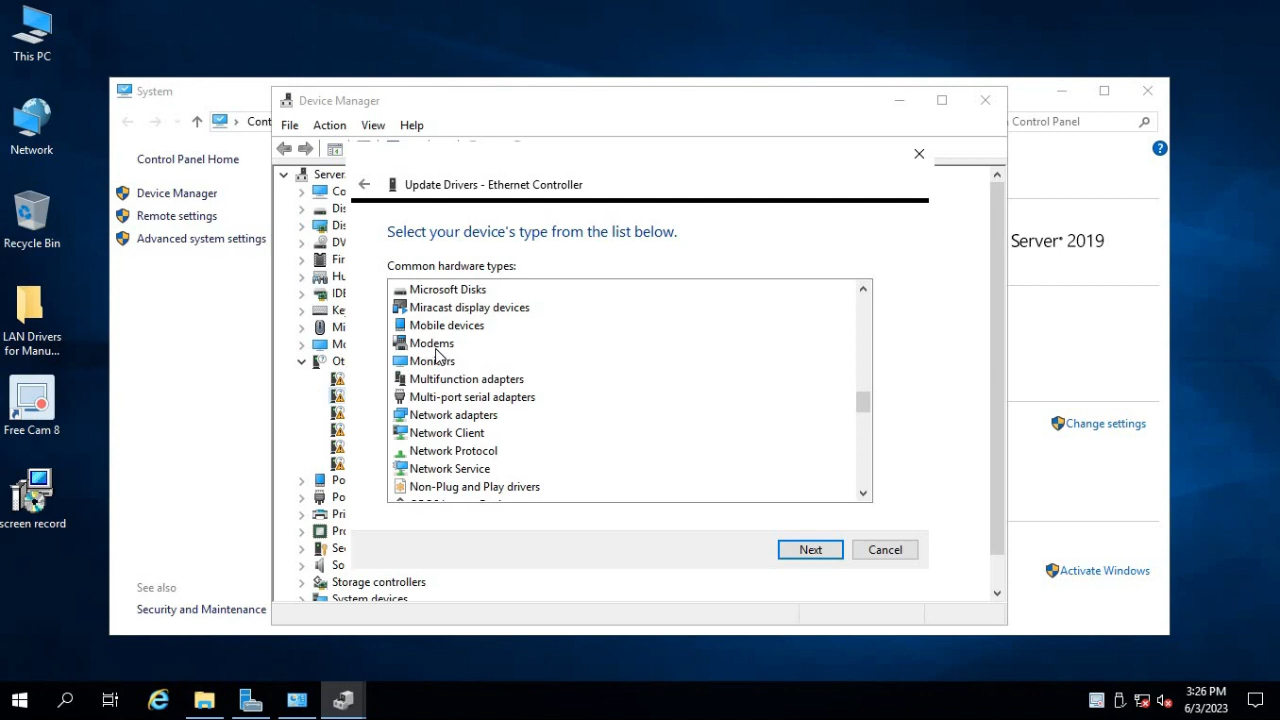 This PC
Network
Recycle Bin
LAN Drivers
for Manu...
Free Cam 8
screen record
System
Cont
Control Panel
Control Panel Home
Device Manager
Remote settings
Advanced system settings
See also
Security and Maintenance
Server® 2019
Change settings
Activate Windows
Device Manager
File Action View Help
Server
Co
Dis
Dis
DV
Fir
Hu
IDE
Key
Mi
Mo
Ot
Po
Po
Pri
Pro
Sec
So
Storage controllers
System devices
Update Drivers - Ethernet Controller
Select your device's type from the list below.
Common hardware types:
Microsoft Disks
Miracast display devices
Mobile devices
Modems
Monitors
Multifunction adapters
Multi-port serial adapters
Network adapters
Network Client
Network Protocol
Network Service
Non-Plug and Play drivers
Next
Cancel
3:26 PM
6/3/2023